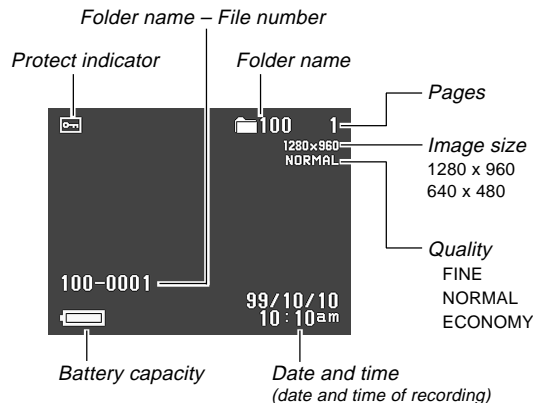 Folder name – File number
Protect indicator
Folder name
100 1
1280×960
NORMAL
Pages
Image size
1280 x 960
640 x 480
Quality
FINE
NORMAL
ECONOMY
100-0001
99/10/10
10:10am
Battery capacity
Date and time
(date and time of recording)